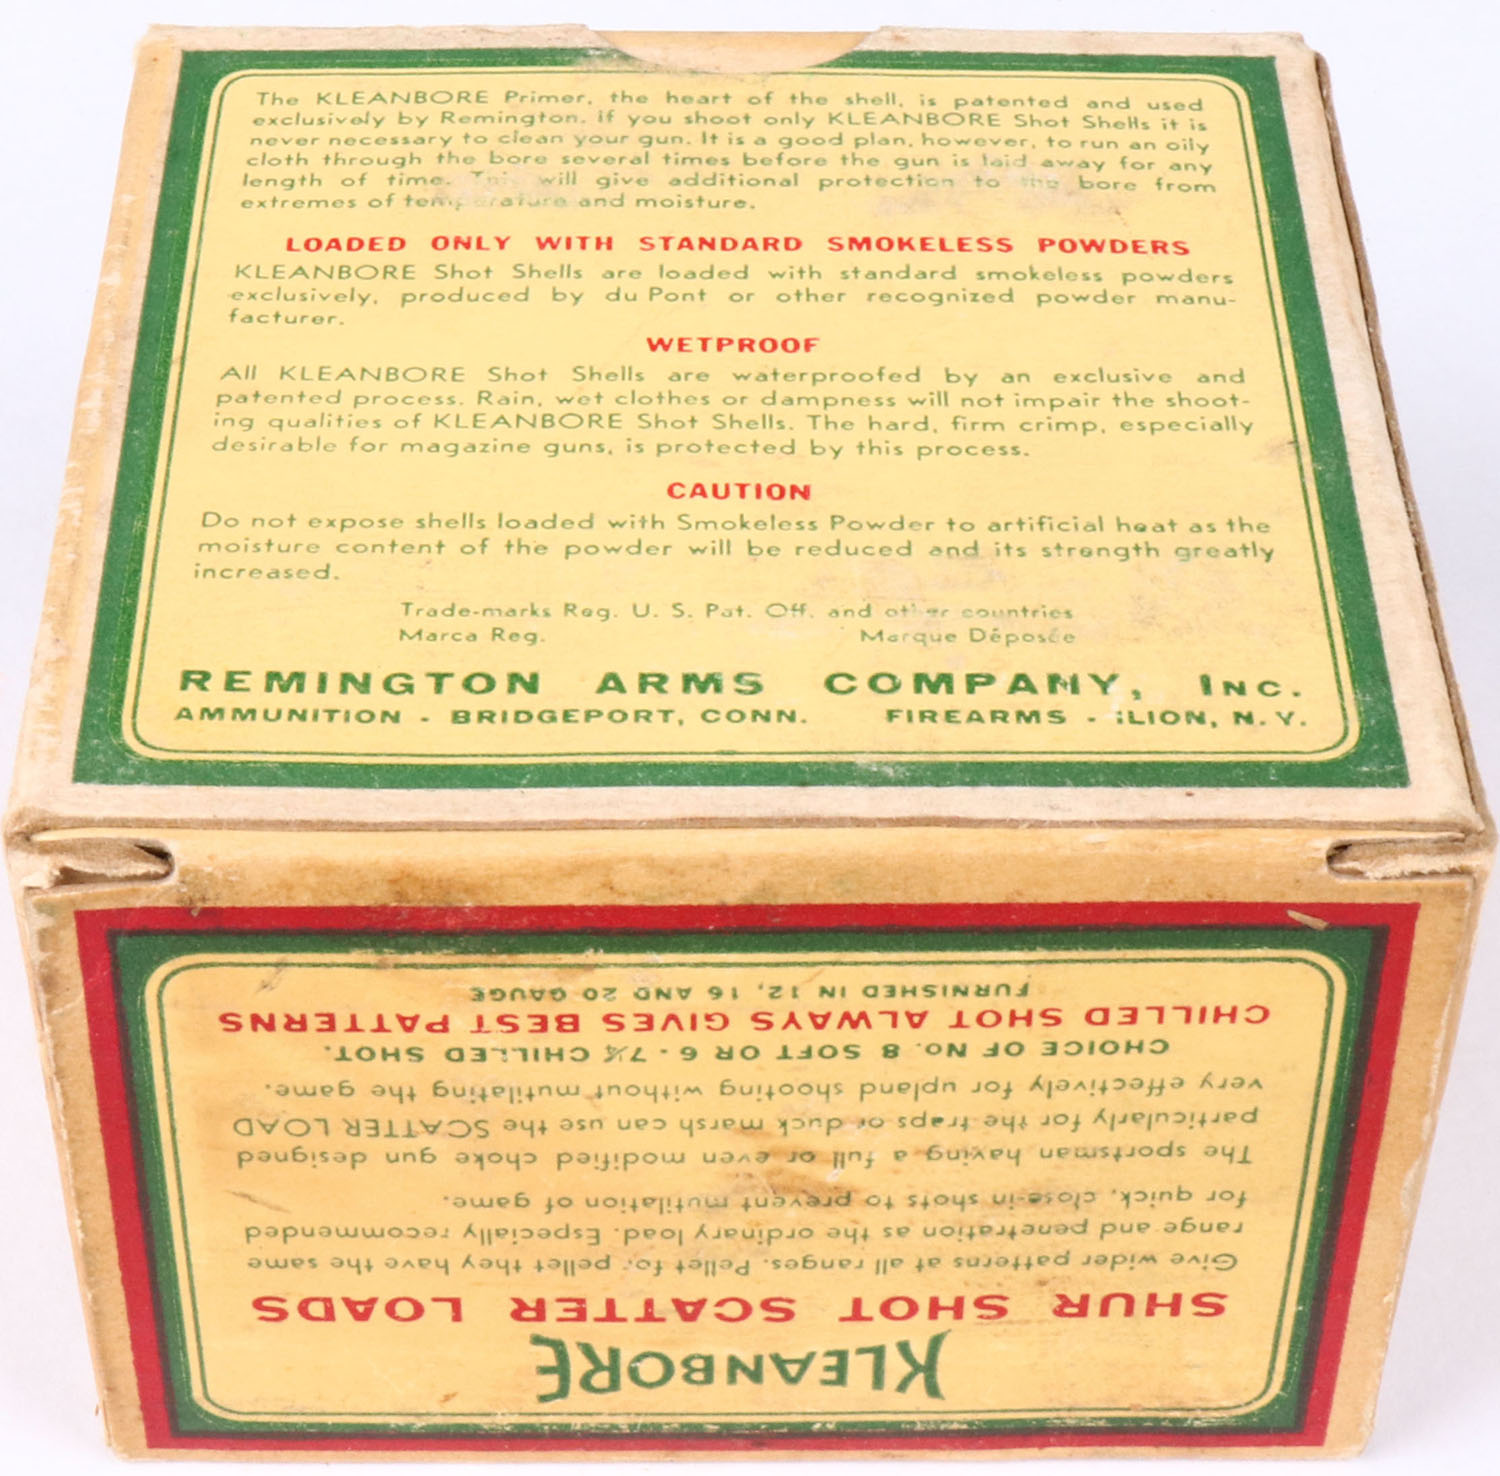 The KLEANBORE Primer, the heart of the shell, is patented and used
exclusively by Remington. If you shoot only KLEANBORE Shot Shells it is
never necessary to clean your gun. It is a good plan, however, to run an oily
cloth through the bore several times before the gun is laid away for any
length of time. This will give additional protection to the bore from
extremes of temperature and moisture.
LOADED ONLY WITH STANDARD SMOKELESS POWDERS
KLEANBORE Shot Shells are loaded with standard smokeless powders
exclusively, produced by du Pont or other recognized powder manu-
facturer.
WETPROOF
All KLEANBORE Shot Shells are waterproofed by an exclusive and
patented process. Rain, wet clothes or dampness will not impair the shoot-
ing qualities of KLEANBORE Shot Shells. The hard, firm crimp, especially
desirable for magazine guns, is protected by this process.
CAUTION
Do not expose shells loaded with Smokeless Powder to artificial heat as the
moisture content of the powder will be reduced and its strength greatly
increased.
Trade-marks Reg. U. S. Pat. Off. and other countries
Marca Reg. Marque Déposée
REMINGTON ARMS COMPANY, INC.
AMMUNITION - BRIDGEPORT, CONN. FIREARMS - ILION, N. Y.
KLEANBORE
SHUR SHOT SCATTER LOADS
Give wider patterns at all ranges. Pellet for pellet they have the same
range and penetration as the ordinary load. Especially recommended
for quick, close-in shots to prevent mutilation of game.
The sportsman having a full or even modified choke gun designed
particularly for the traps or duck marsh can use the SCATTER LOAD
very effectively for upland shooting without mutilating the game.
CHOICE OF No. 8 SOFT OR 6 - 7½ CHILLED SHOT.
CHILLED SHOT ALWAYS GIVES BEST PATTERNS
FURNISHED IN 12, 16 AND 20 GAUGE